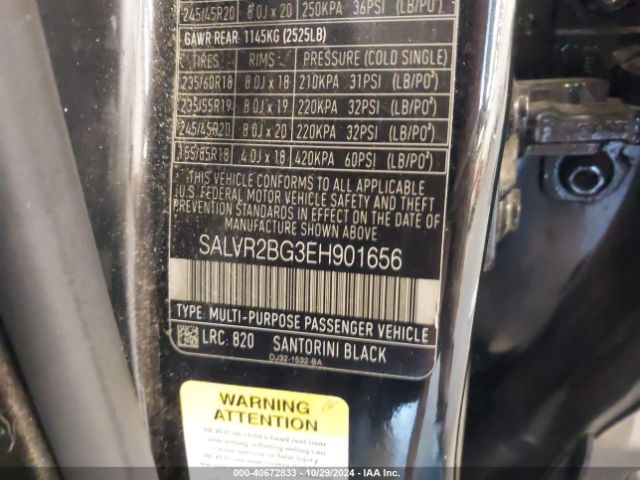 245/45R20 8.0J x 20 250KPA 36PSI (LB/PO²)
GAWR REAR 1145KG (2525LB)
TIRES RIMS PRESSURE (COLD SINGLE)
235/60R18 8.0J x 18 210KPA 31PSI (LB/PO²)
235/55R19 8.0J x 19 220KPA 32PSI (LB/PO²)
245/45R20 8.0J x 20 220KPA 32PSI (LB/PO²)
4.0J x 18 420KPA 60PSI (LB/PO²)
THIS VEHICLE CONFORMS TO ALL APPLICABLE
U.S. FEDERAL MOTOR VEHICLE SAFETY AND THEFT
PREVENTION STANDARDS IN EFFECT ON THE DATE OF
MANUFACTURE SHOWN ABOVE.
SALVR2BG3EH901656
TYPE: MULTI-PURPOSE PASSENGER VEHICLE
LRC: 820 SANTORINI BLACK
DJ32-1532-BA
WARNING
ATTENTION
000-40672833 - 10/29/2024 - IAA Inc.